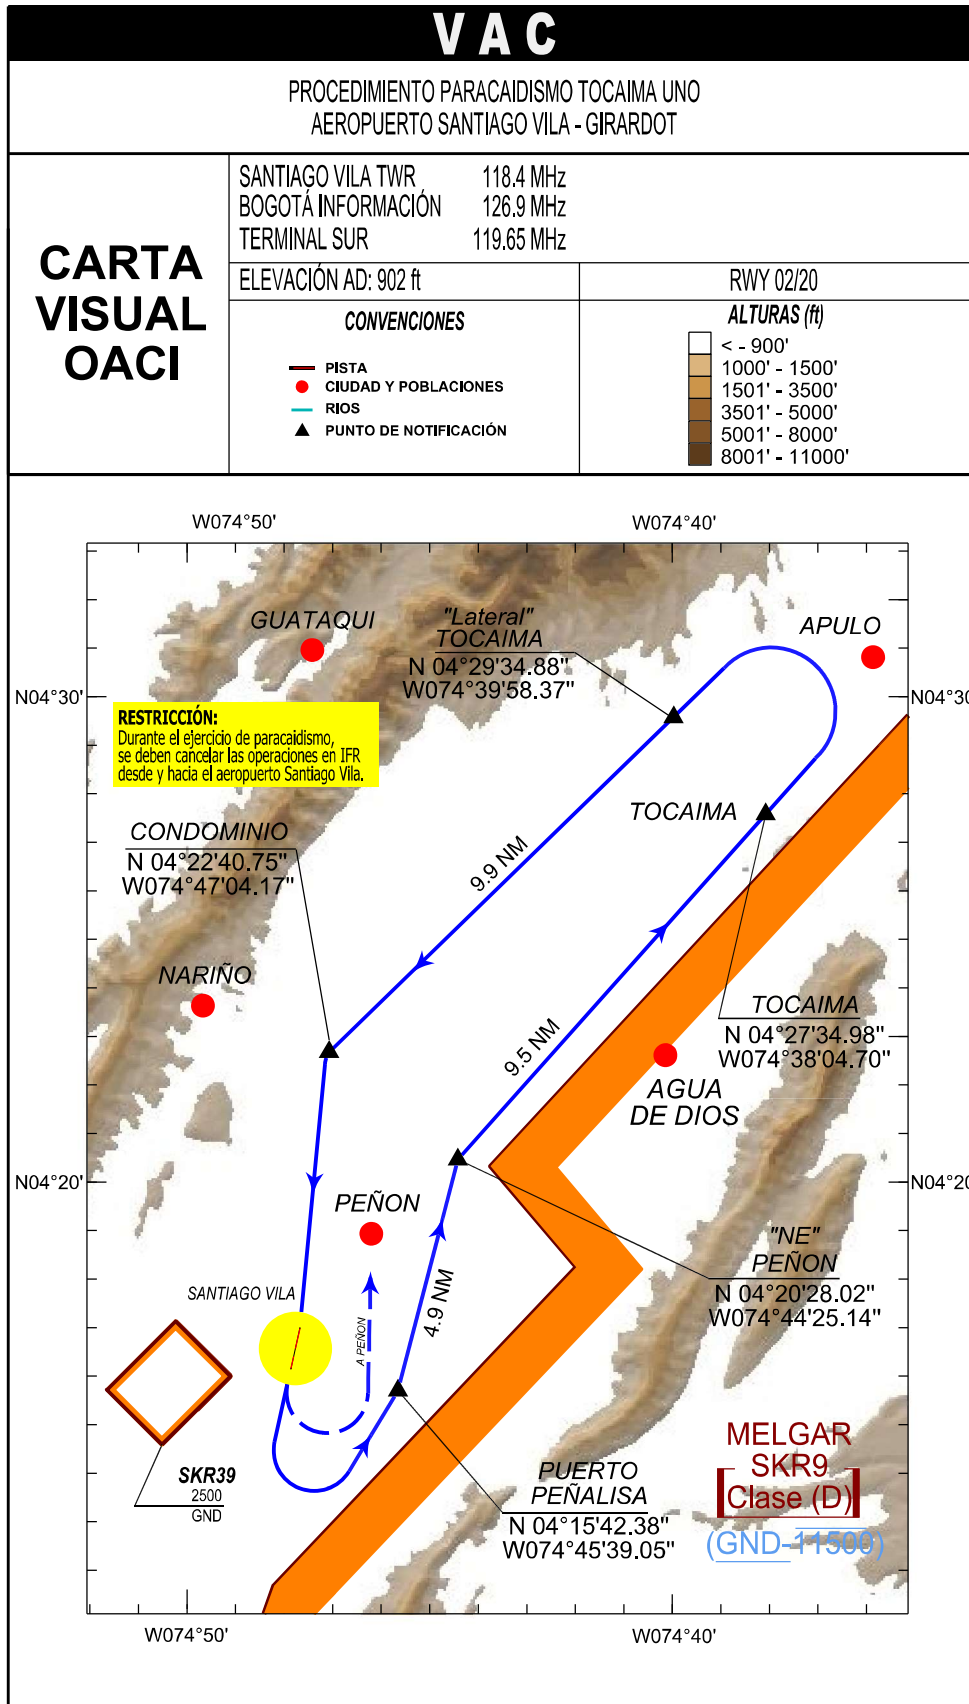 VAC
PROCEDIMIENTO PARACAIDISMO TOCAIMA UNO
AEROPUERTO SANTIAGO VILA - GIRARDOT
CARTA
VISUAL
OACI
SANTIAGO VILA TWR 118.4 MHz
BOGOTÁ INFORMACIÓN 126.9 MHz
TERMINAL SUR 119.65 MHz
ELEVACIÓN AD: 902 ft
RWY 02/20
CONVENCIONES
PISTA
CIUDAD Y POBLACIONES
RIOS
PUNTO DE NOTIFICACIÓN
ALTURAS (ft)
< - 900'
1000' - 1500'
1501' - 3500'
3501' - 5000'
5001' - 8000'
8001' - 11000'
W074°50'
W074°40'
GUATAQUI
"Lateral"
TOCAIMA
N 04°29'34.88"
W074°39'58.37"
APULO
N04°30'
N04°30
RESTRICCIÓN:
Durante el ejercicio de paracaidismo,
se deben cancelar las operaciones en IFR
desde y hacia el aeropuerto Santiago Vila.
TOCAIMA
CONDOMINIO
N 04°22'40.75"
W074°47'04.17"
9.9 NM
NARIÑO
TOCAIMA
N 04°27'34.98"
W074°38'04.70"
9.5 NM
AGUA
DE DIOS
N04°20'
N04°20
PEÑON
"NE"
PEÑON
N 04°20'28.02"
W074°44'25.14"
SANTIAGO VILA
4.9 NM
A PEÑON
SKR39
2500
GND
PUERTO
PEÑALISA
N 04°15'42.38"
W074°45'39.05"
MELGAR
SKR9
Clase (D)
(GND-11500)
W074°50'
W074°40'